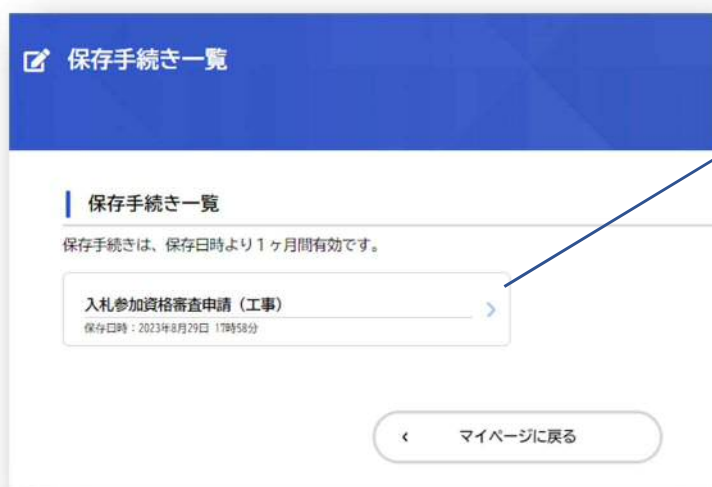 保存手続き一覧
保存手続き一覧
保存手続きは、保存日時より1ヶ月間有効です。
入札参加資格審査申請（工事）
保存日時：2023年8月29日 17時58分
マイページに戻る